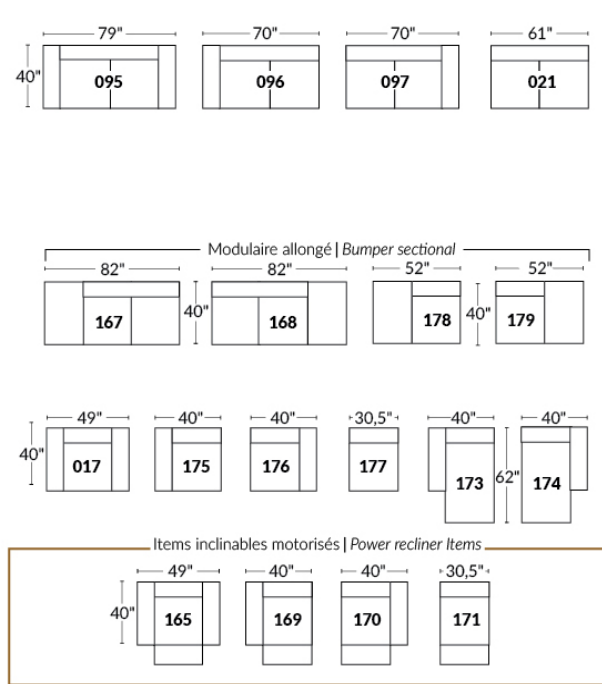 79" 70" 70" 61"
40" 095 096 097 021
Modulaire allongé | Bumper sectional
82" 82" 52" 52"
167 40" 168 178 40" 179
49" 40" 40" 30,5" 40" 40"
40" 017 175 176 177 173 62" 174
Items inclinables motorisés | Power recliner Items
49" 40" 40" 30,5"
40" 165 169 170 171